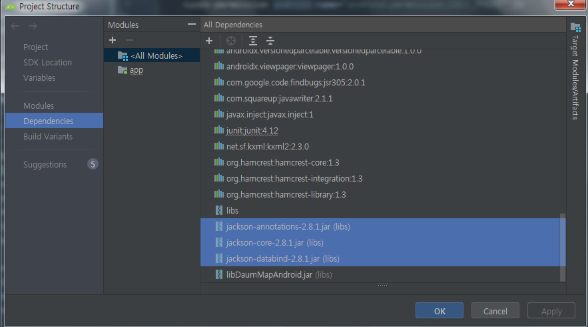 Project Structure
Project
SDK Location
Variables
Modules
Dependencies
Build Variants
Suggestions 5
Modules
<All Modules>
app
All Dependencies
androidx.versionedparcelable:versionedparcelable:1.0.0
androidx.viewpager:viewpager:1.0.0
com.google.code.findbugs:jsr305:2.0.1
com.squareup:javawriter:2.1.1
javax.inject:javax.inject:1
junit:junit:4.12
net.sf.kxml:kxml2:2.3.0
org.hamcrest:hamcrest-core:1.3
org.hamcrest:hamcrest-integration:1.3
org.hamcrest:hamcrest-library:1.3
libs
jackson-annotations-2.8.1.jar (libs)
jackson-core-2.8.1.jar (libs)
jackson-databind-2.8.1.jar (libs)
libDaumMapAndroid.jar (libs)
Target Modules/Artifacts
OK
Cancel
Apply